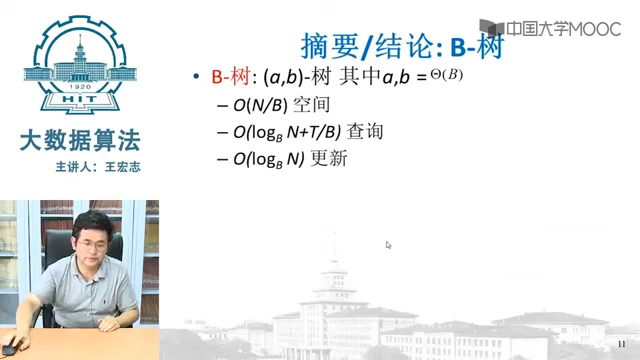 中国大学MOOC
1920
HIT
大数据算法
主讲人：王宏志
摘要/结论: B-树
• B-树: (a,b)-树 其中a,b = Θ(B)
– O(N/B) 空间
– O(log_B N+T/B) 查询
– O(log_B N) 更新
11